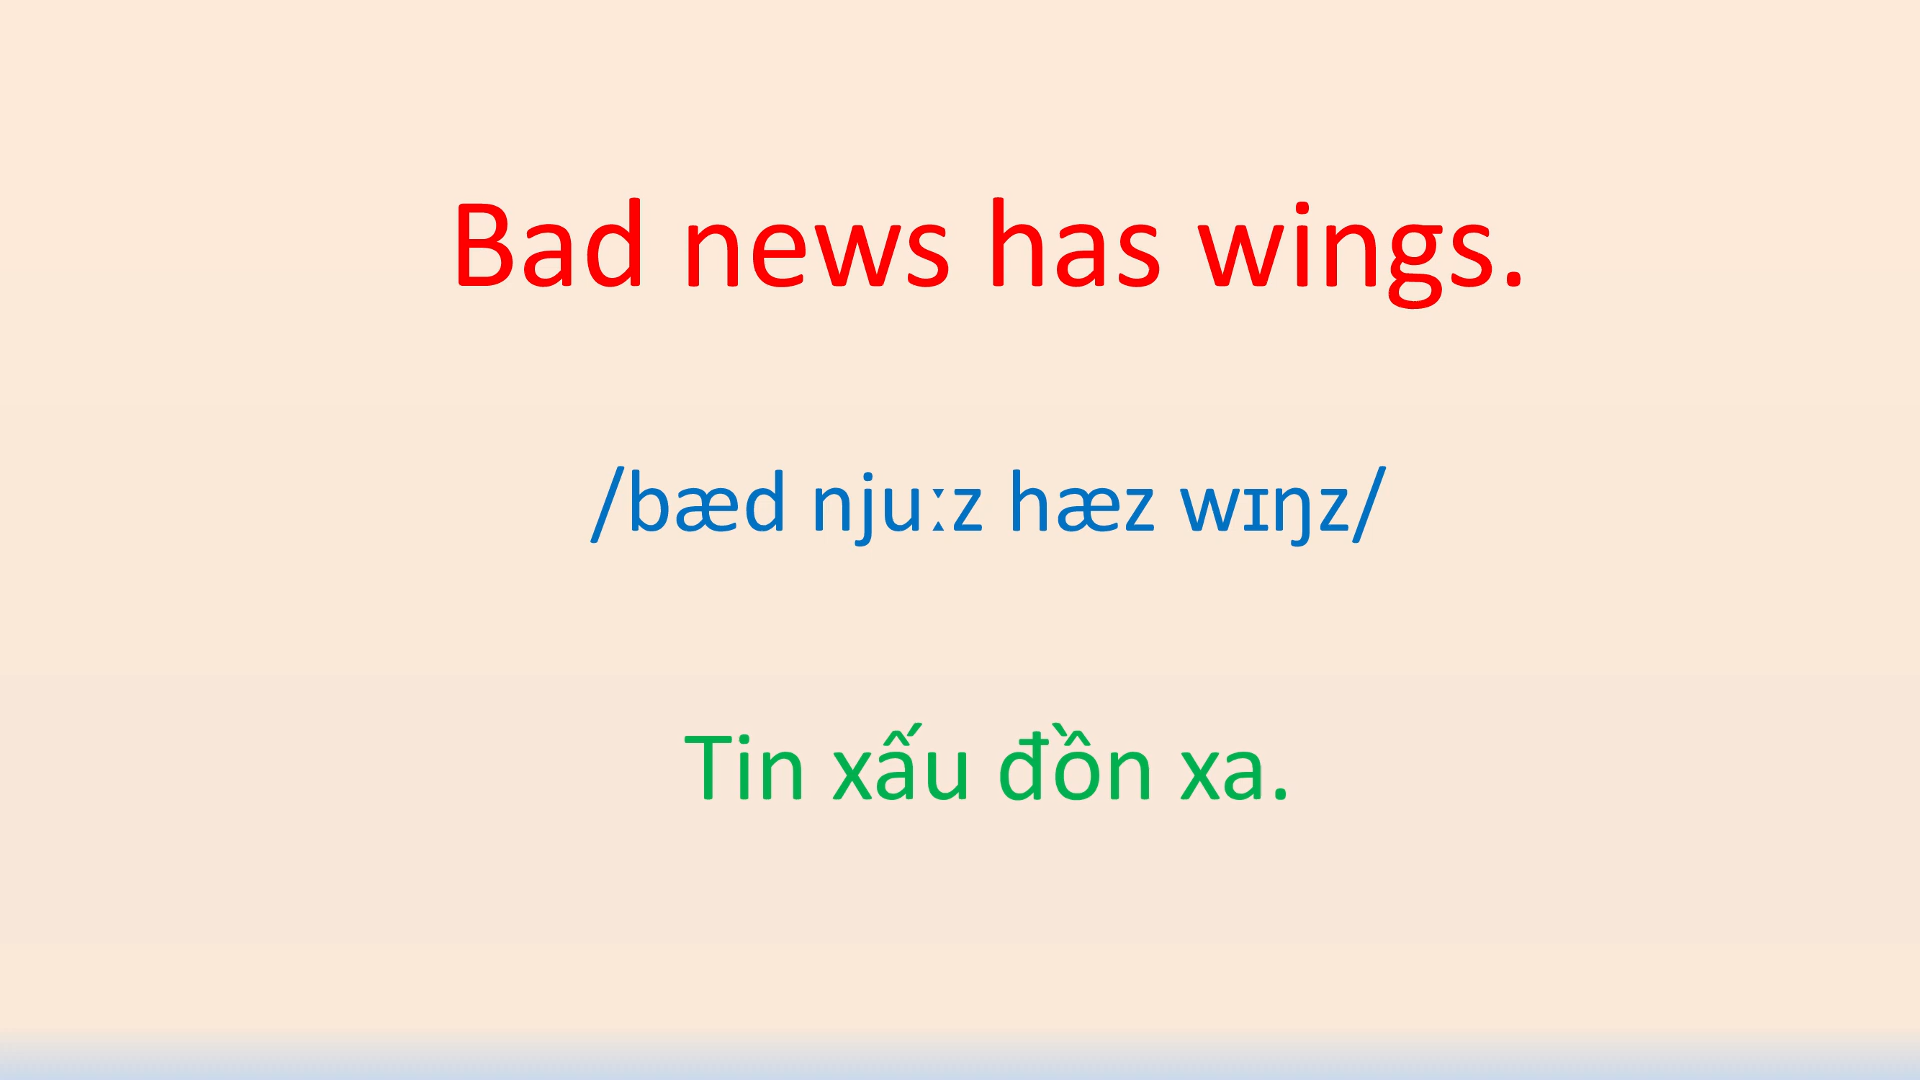 Bad news has wings.
/bæd njuːz hæz wɪŋz/
Tin xấu đồn xa.